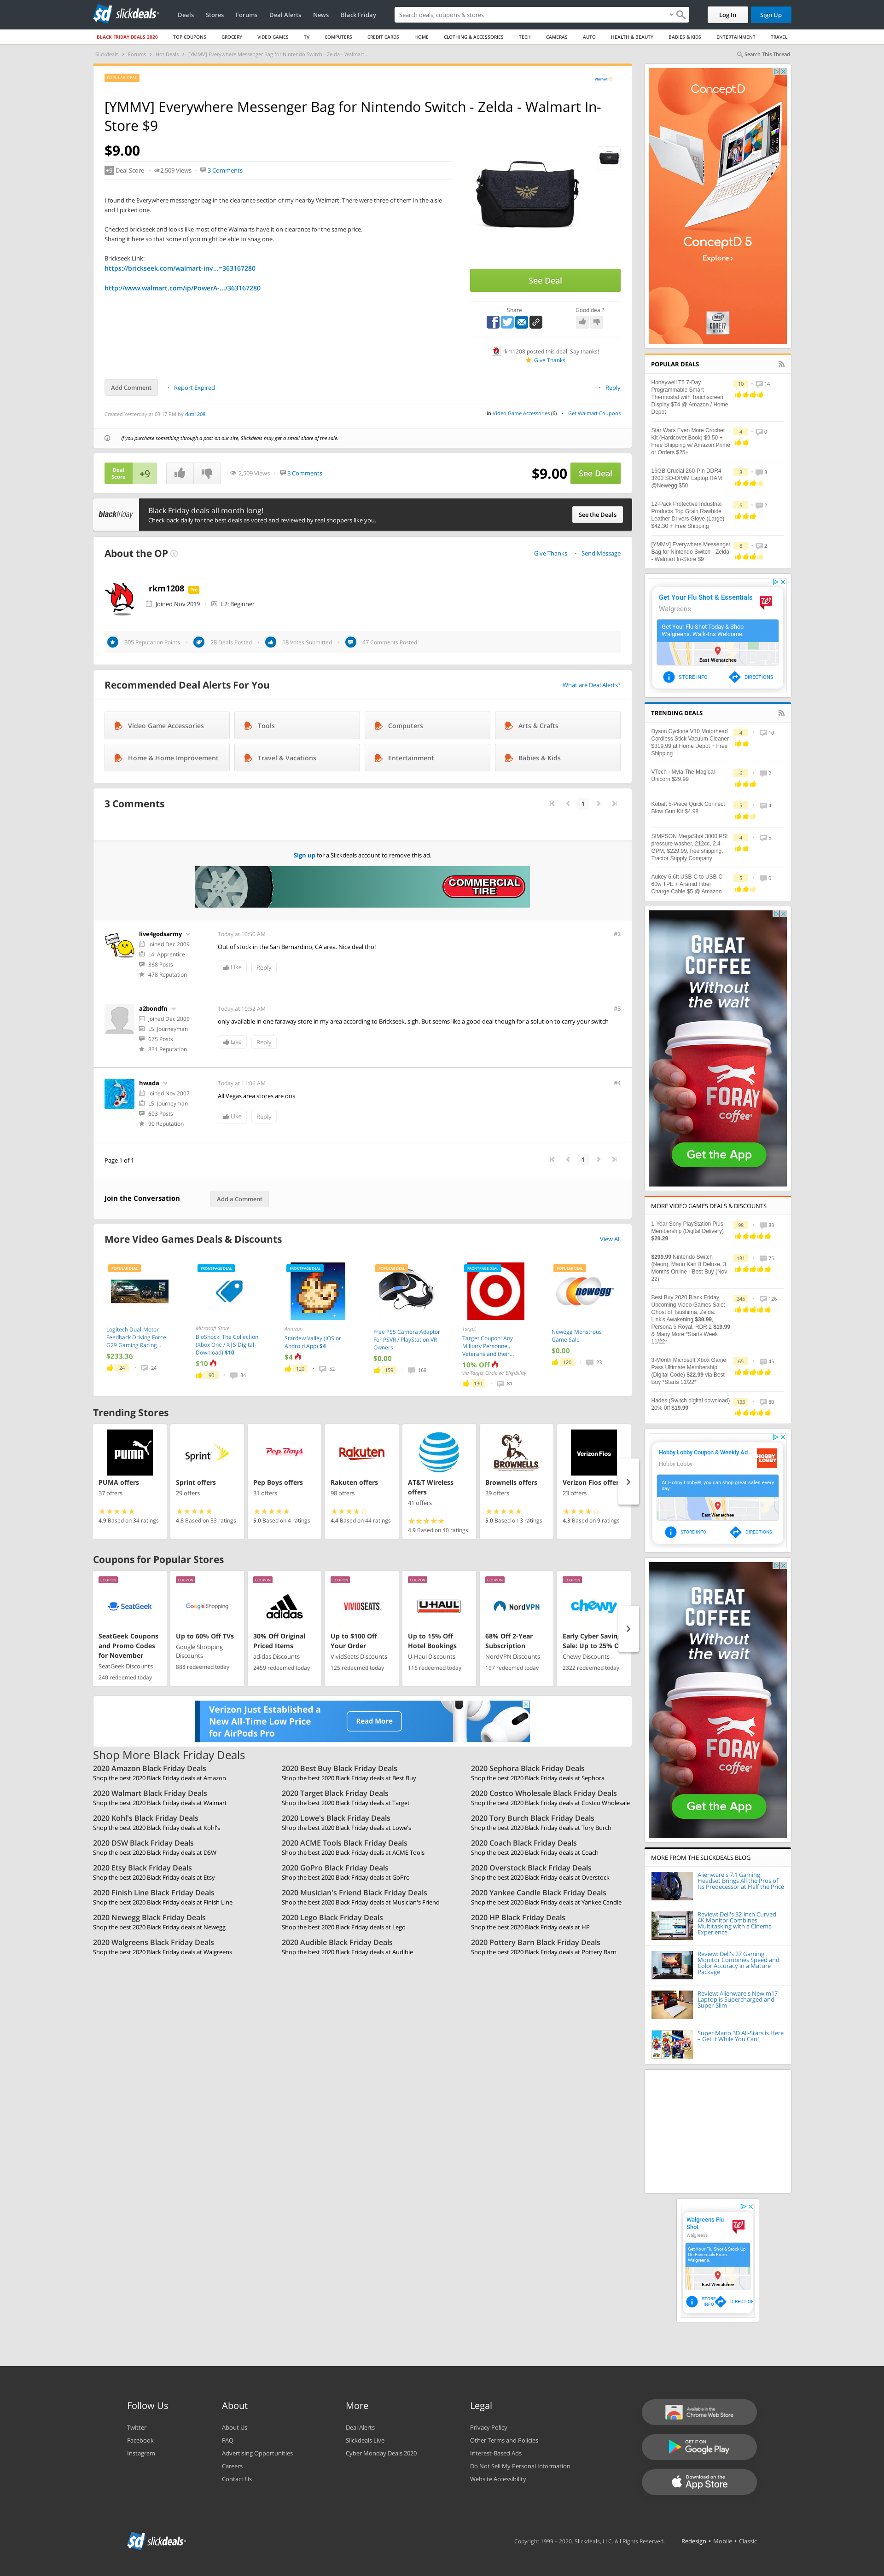 slickdeals
Deals
Stores
Forums
Deal Alerts
News
Black Friday
Search deals, coupons & stores
Log In
Sign Up
BLACK FRIDAY DEALS 2020
TOP COUPONS
GROCERY
VIDEO GAMES
TV
COMPUTERS
CREDIT CARDS
HOME
CLOTHING & ACCESSORIES
TECH
CAMERAS
AUTO
HEALTH & BEAUTY
BABIES & KIDS
ENTERTAINMENT
TRAVEL
Slickdeals > Forums > Hot Deals > [YMMV] Everywhere Messenger Bag for Nintendo Switch - Zelda - Walmart...
Search This Thread
POPULAR DEAL
Walmart
[YMMV] Everywhere Messenger Bag for Nintendo Switch - Zelda - Walmart In-
Store $9
$9.00
+9 Deal Score
2,509 Views
3 Comments
I found the Everywhere messenger bag in the clearance section of my nearby Walmart. There were three of them in the aisle
and I picked one.
Checked brickseek and looks like most of the Walmarts have it on clearance for the same price.
Sharing it here so that some of you might be able to snag one.
Brickseek Link:
https://brickseek.com/walmart-inv...=363167280
http://www.walmart.com/ip/PowerA-.../363167280
See Deal
Share
Good deal?
rkm1208 posted this deal. Say thanks!
Give Thanks
Add Comment
Report Expired
Reply
Created Yesterday at 03:17 PM by rkm1208
in Video Game Accessories (6)
Get Walmart Coupons
If you purchase something through a post on our site, Slickdeals may get a small share of the sale.
Deal
Score
+9
2,509 Views
3 Comments
$9.00
See Deal
blackfriday
Black Friday deals all month long!
Check back daily for the best deals as voted and reviewed by real shoppers like you.
See the Deals
About the OP
Give Thanks
Send Message
rkm1208
Pro
Joined Nov 2019
L2: Beginner
305 Reputation Points
28 Deals Posted
18 Votes Submitted
47 Comments Posted
Recommended Deal Alerts For You
What are Deal Alerts?
Video Game Accessories
Tools
Computers
Arts & Crafts
Home & Home Improvement
Travel & Vacations
Entertainment
Babies & Kids
3 Comments
1
Sign up for a Slickdeals account to remove this ad.
COMMERCIAL
TIRE
live4godsarmy
Joined Dec 2009
L4: Apprentice
368 Posts
478 Reputation
Today at 10:50 AM
#2
Out of stock in the San Bernardino, CA area. Nice deal tho!
Like
Reply
a2bondfn
Joined Dec 2009
L5: Journeyman
675 Posts
831 Reputation
Today at 10:52 AM
#3
only available in one faraway store in my area according to Brickseek. sigh. But seems like a good deal though for a solution to carry your switch
Like
Reply
hwada
Joined Nov 2007
L5: Journeyman
603 Posts
90 Reputation
Today at 11:06 AM
#4
All Vegas area stores are oos
Like
Reply
Page 1 of 1
1
Join the Conversation
Add a Comment
More Video Games Deals & Discounts
View All
POPULAR DEAL
Logitech Dual-Motor
Feedback Driving Force
G29 Gaming Racing...
$233.36
24
24
FRONTPAGE DEAL
Microsoft Store
BioShock: The Collection
(Xbox One / X|S Digital
Download) $10
$10
90
34
FRONTPAGE DEAL
Amazon
Stardew Valley (iOS or
Android App) $4
$4
120
52
POPULAR DEAL
Free PS5 Camera Adaptor
For PSVR / PlayStation VR
Owners
$0.00
159
169
FRONTPAGE DEAL
Target
Target Coupon: Any
Military Personnel,
Veterans and their...
10% Off
via Target Circle w/ Eligibility
130
81
POPULAR DEAL
newegg
Newegg Monstrous
Game Sale
$0.00
120
23
Trending Stores
PUMA
PUMA offers
37 offers
4.9 Based on 34 ratings
Sprint
Sprint offers
29 offers
4.8 Based on 33 ratings
Pep Boys
Pep Boys offers
31 offers
5.0 Based on 4 ratings
Rakuten
Rakuten offers
98 offers
4.4 Based on 44 ratings
AT&T Wireless
offers
41 offers
4.9 Based on 40 ratings
BROWNELLS
Brownells offers
39 offers
5.0 Based on 3 ratings
Verizon Fios
Verizon Fios offer
23 offers
4.3 Based on 9 ratings
Coupons for Popular Stores
COUPON
SeatGeek
SeatGeek Coupons
and Promo Codes
for November
SeatGeek Discounts
240 redeemed today
COUPON
Google Shopping
Up to 60% Off TVs
Google Shopping
Discounts
888 redeemed today
COUPON
adidas
30% Off Original
Priced Items
adidas Discounts
2459 redeemed today
COUPON
VIVIDSEATS
Up to $100 Off
Your Order
VividSeats Discounts
125 redeemed today
COUPON
U-HAUL
Up to 15% Off
Hotel Bookings
U-Haul Discounts
116 redeemed today
COUPON
NordVPN
68% Off 2-Year
Subscription
NordVPN Discounts
197 redeemed today
COUPON
chewy
Early Cyber Saving
Sale: Up to 25% O
Chewy Discounts
2322 redeemed today
Verizon Just Established a
New All-Time Low Price
for AirPods Pro
Read More
Shop More Black Friday Deals
2020 Amazon Black Friday Deals
Shop the best 2020 Black Friday deals at Amazon
2020 Best Buy Black Friday Deals
Shop the best 2020 Black Friday deals at Best Buy
2020 Sephora Black Friday Deals
Shop the best 2020 Black Friday deals at Sephora
2020 Walmart Black Friday Deals
Shop the best 2020 Black Friday deals at Walmart
2020 Target Black Friday Deals
Shop the best 2020 Black Friday deals at Target
2020 Costco Wholesale Black Friday Deals
Shop the best 2020 Black Friday deals at Costco Wholesale
2020 Kohl's Black Friday Deals
Shop the best 2020 Black Friday deals at Kohl's
2020 Lowe's Black Friday Deals
Shop the best 2020 Black Friday deals at Lowe's
2020 Tory Burch Black Friday Deals
Shop the best 2020 Black Friday deals at Tory Burch
2020 DSW Black Friday Deals
Shop the best 2020 Black Friday deals at DSW
2020 ACME Tools Black Friday Deals
Shop the best 2020 Black Friday deals at ACME Tools
2020 Coach Black Friday Deals
Shop the best 2020 Black Friday deals at Coach
2020 Etsy Black Friday Deals
Shop the best 2020 Black Friday deals at Etsy
2020 GoPro Black Friday Deals
Shop the best 2020 Black Friday deals at GoPro
2020 Overstock Black Friday Deals
Shop the best 2020 Black Friday deals at Overstock
2020 Finish Line Black Friday Deals
Shop the best 2020 Black Friday deals at Finish Line
2020 Musician's Friend Black Friday Deals
Shop the best 2020 Black Friday deals at Musician's Friend
2020 Yankee Candle Black Friday Deals
Shop the best 2020 Black Friday deals at Yankee Candle
2020 Newegg Black Friday Deals
Shop the best 2020 Black Friday deals at Newegg
2020 Lego Black Friday Deals
Shop the best 2020 Black Friday deals at Lego
2020 HP Black Friday Deals
Shop the best 2020 Black Friday deals at HP
2020 Walgreens Black Friday Deals
Shop the best 2020 Black Friday deals at Walgreens
2020 Audible Black Friday Deals
Shop the best 2020 Black Friday deals at Audible
2020 Pottery Barn Black Friday Deals
Shop the best 2020 Black Friday deals at Pottery Barn
ConceptD
ConceptD 5
Explore ›
intel
CORE i7
POPULAR DEALS
Honeywell T5 7-Day
Programmable Smart
Thermostat with Touchscreen
Display $74 @ Amazon / Home
Depot
10
14
Star Wars Even More Crochet
Kit (Hardcover Book) $9.50 +
Free Shipping w/ Amazon Prime
or Orders $25+
4
0
16GB Crucial 260-Pin DDR4
3200 SO-DIMM Laptop RAM
@Newegg $50
8
3
12-Pack Protective Industrial
Products Top Grain Rawhide
Leather Drivers Glove (Large)
$42.30 + Free Shipping
6
2
[YMMV] Everywhere Messenger
Bag for Nintendo Switch - Zelda
- Walmart In-Store $9
8
2
Get Your Flu Shot & Essentials
Walgreens
Get Your Flu Shot Today & Shop
Walgreens. Walk-Ins Welcome.
East Wenatchee
STORE INFO
DIRECTIONS
TRENDING DEALS
Dyson Cyclone V10 Motorhead
Cordless Stick Vacuum Cleaner
$319.99 at Home Depot + Free
Shipping
4
10
VTech - Myla The Magical
Unicorn $29.99
6
2
Kobalt 5-Piece Quick Connect
Blow Gun Kit $4.98
5
4
SIMPSON MegaShot 3000 PSI
pressure washer, 212cc, 2.4
GPM, $229.99, free shipping,
Tractor Supply Company
4
5
Aukey 6.6ft USB-C to USB-C
60w TPE + Aramid Fiber
Charge Cable $5 @ Amazon
5
0
GREAT
COFFEE
Without
the wait
FORAY
coffee
Get the App
MORE VIDEO GAMES DEALS & DISCOUNTS
1-Year Sony PlayStation Plus
Membership (Digital Delivery)
$29.29
98
83
$299.99 Nintendo Switch
(Neon), Mario Kart 8 Deluxe, 3
Months Online - Best Buy (Nov
22)
131
75
Best Buy 2020 Black Friday
Upcoming Video Games Sale:
Ghost of Tsushima, Zelda:
Link's Awakening $39.99,
Persona 5 Royal, RDR 2 $19.99
& Many More *Starts Week
11/22*
245
126
3-Month Microsoft Xbox Game
Pass Ultimate Membership
(Digital Code) $22.99 via Best
Buy *Starts 11/22*
65
45
Hades (Switch digital download)
20% 0ff $19.99
133
80
Hobby Lobby Coupon & Weekly Ad
Hobby Lobby
HOBBY
LOBBY
At Hobby Lobby®, you can shop great sales every
day!
East Wenatchee
STORE INFO
DIRECTIONS
GREAT
COFFEE
Without
the wait
FORAY
coffee
Get the App
MORE FROM THE SLICKDEALS BLOG
Alienware's 7.1 Gaming
Headset Brings All the Pros of
Its Predecessor at Half the Price
Review: Dell's 32-inch Curved
4K Monitor Combines
Multitasking with a Cinema
Experience
Review: Dell's 27 Gaming
Monitor Combines Speed and
Color Accuracy in a Mature
Package
Review: Alienware's New m17
Laptop is Supercharged and
Super-Slim
Super Mario 3D All-Stars is Here
– Get it While You Can!
Walgreens Flu
Shot
Walgreens
Get Your Flu Shot & Stock Up
On Essentials From
Walgreens
East Wenatchee
STORE
INFO
DIRECTION
Follow Us
Twitter
Facebook
Instagram
About
About Us
FAQ
Advertising Opportunities
Careers
Contact Us
More
Deal Alerts
Slickdeals Live
Cyber Monday Deals 2020
Legal
Privacy Policy
Other Terms and Policies
Interest-Based Ads
Do Not Sell My Personal Information
Website Accessibility
Available in the
Chrome Web Store
GET IT ON
Google Play
Download on the
App Store
slickdeals
Copyright 1999 – 2020. Slickdeals, LLC. All Rights Reserved.
Redesign • Mobile • Classic